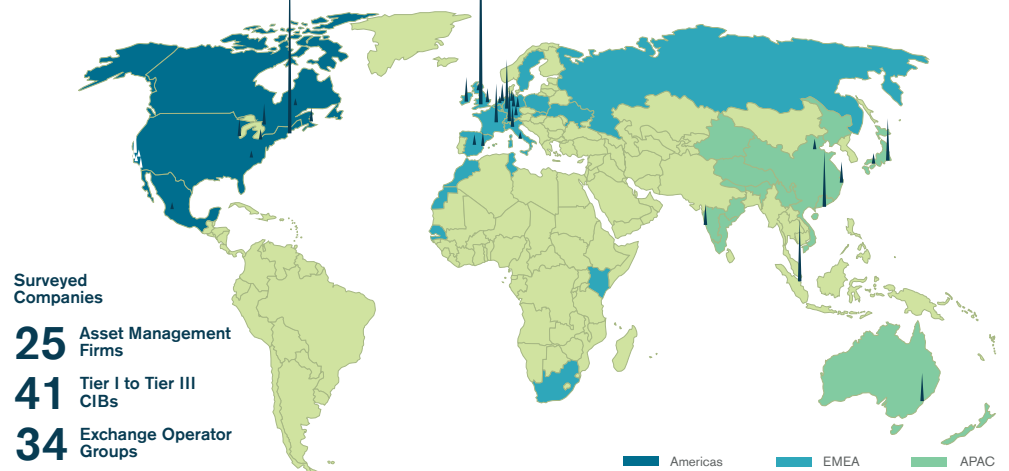 Surveyed
Companies
25 Asset Management
Firms
41 Tier I to Tier III
CIBs
34 Exchange Operator
Groups
Americas
EMEA
APAC